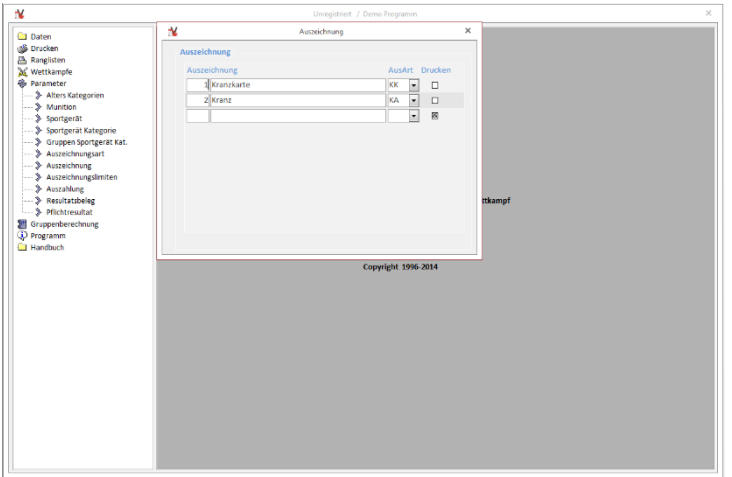 Unregistriert / Demo Programm
Daten
Drucken
Ranglisten
Wettkämpfe
Parameter
Alters Kategorien
Munition
Sportgerät
Sportgerät Kategorie
Gruppen Sportgerät Kat.
Auszeichnungsart
Auszeichnung
Auszeichnungslimiten
Auszahlung
Resultatsbeleg
Pflichtresultat
Gruppenberechnung
Programm
Handbuch
Auszeichnung
Auszeichnung
Auszeichnung AusArt Drucken
1 Kranzkarte KK
2 Kranz KA
ttkampf
Copyright 1996-2014